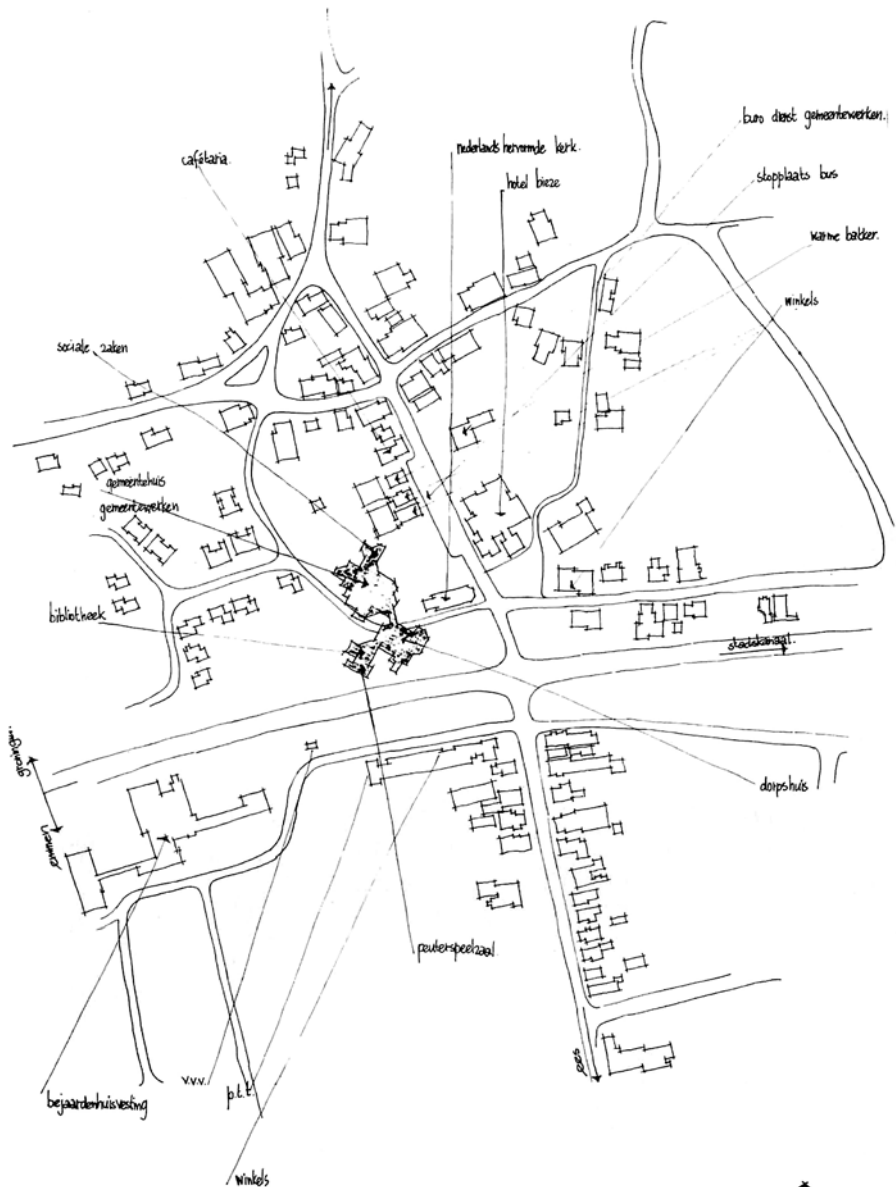 buro dienst gemeentewerken.
cafétaria.
nederlands hervormde kerk.
stopplaats bus
hotel bieze
warme bakker.
winkels
sociale zaken
gemeentehuis
gemeentewerken
bibliotheek
stadskanaal.
groningen.
emmen
dorpshuis
peuterspeelzaal
ees
v.v.v.
p.t.t.
bejaardenhuisvesting
winkels